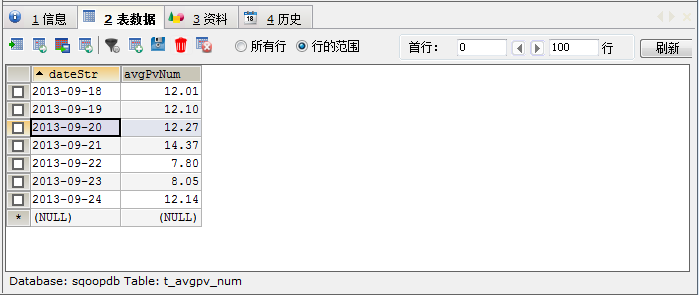 1 信息 2 表数据 3 资料 18 4 历史
所有行 行的范围 首行: 0 100 行 刷新
dateStr avgPvNum
2013-09-18 12.01
2013-09-19 12.10
2013-09-20 12.27
2013-09-21 14.37
2013-09-22 7.80
2013-09-23 8.05
2013-09-24 12.14
* (NULL) (NULL)
Database: sqoopdb Table: t_avgpv_num